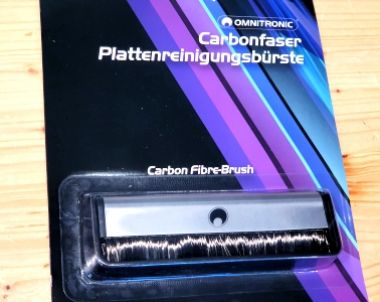 OMNITRONIC
Carbonfaser
Plattenreinigungsbürste
Carbon Fibre-Brush